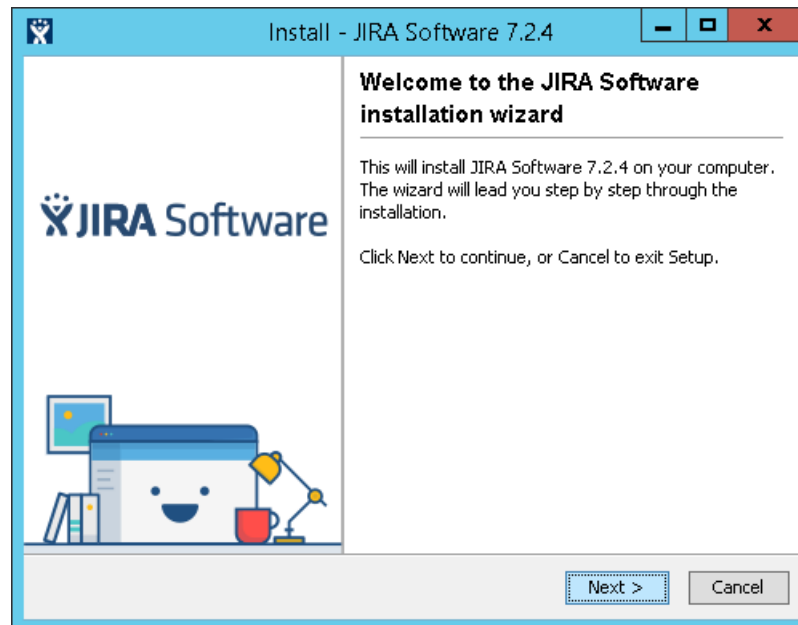 Install - JIRA Software 7.2.4
Welcome to the JIRA Software
installation wizard
This will install JIRA Software 7.2.4 on your computer.
The wizard will lead you step by step through the
installation.
Click Next to continue, or Cancel to exit Setup.
JIRA Software
Next >
Cancel